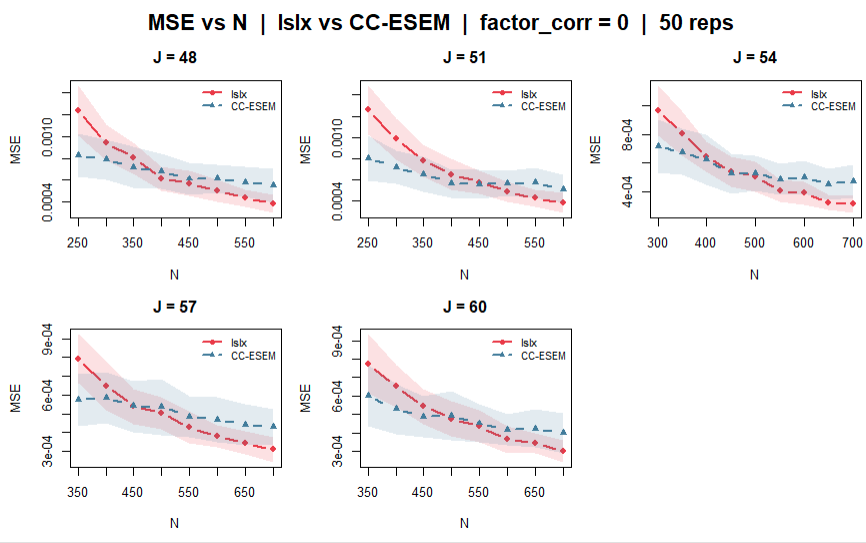 MSE vs N | lslx vs CC-ESEM | factor_corr = 0 | 50 reps
J = 48
MSE
0.0010
0.0004
lslx
CC-ESEM
250 350 450 550
N
J = 51
MSE
0.0010
0.0004
lslx
CC-ESEM
250 350 450 550
N
J = 54
MSE
8e-04
4e-04
lslx
CC-ESEM
300 400 500 600 700
N
J = 57
MSE
9e-04
6e-04
3e-04
lslx
CC-ESEM
350 450 550 650
N
J = 60
MSE
9e-04
6e-04
3e-04
lslx
CC-ESEM
350 450 550 650
N